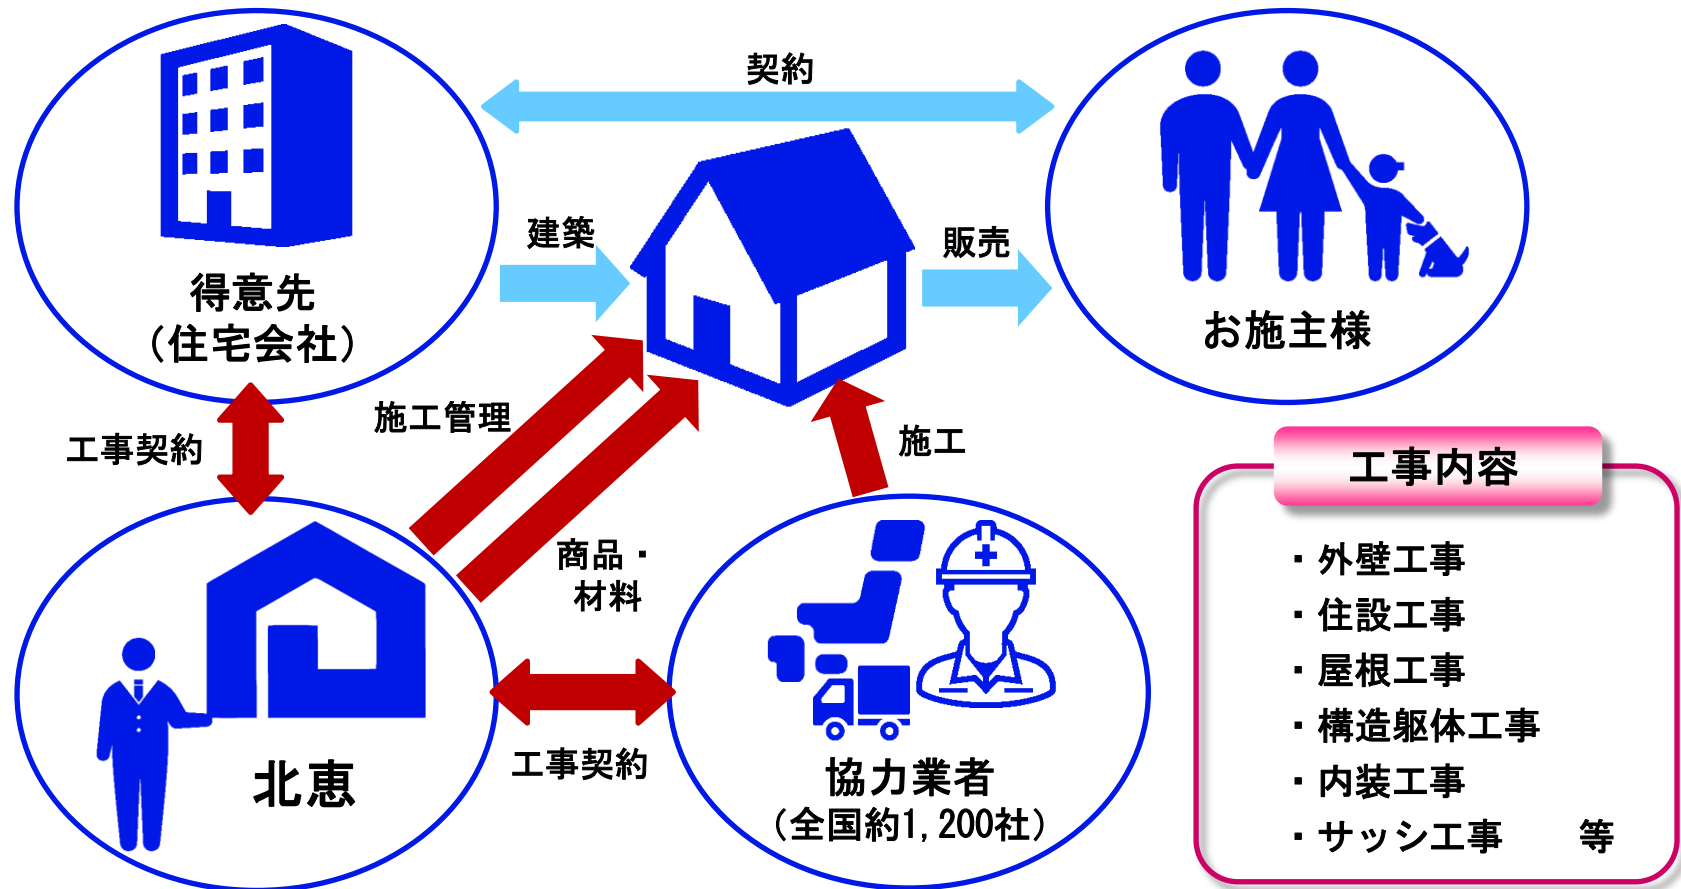 契約
建築
販売
得意先
(住宅会社)
お施主様
工事契約
施工管理
施工
商品・
材料
北恵
工事契約
協力業者
(全国約1,200社)
工事内容
・外壁工事
・住設工事
・屋根工事
・構造躯体工事
・内装工事
・サッシ工事　　等